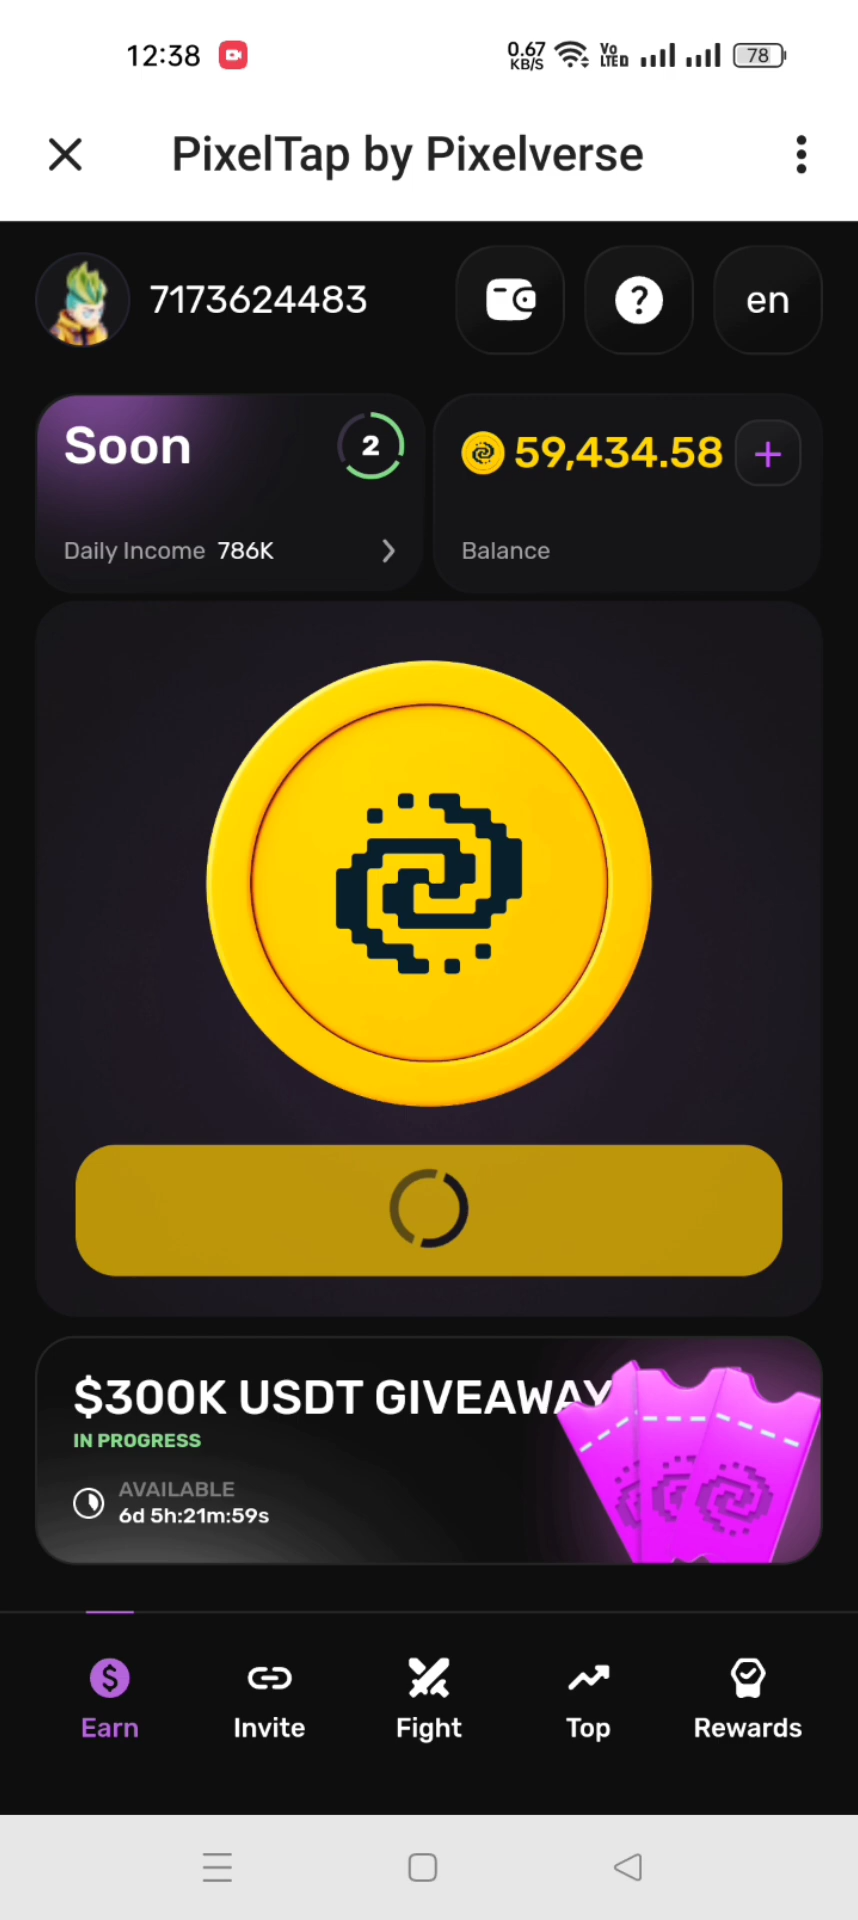 12:38
0.67 KB/S
Vo LTED
78
PixelTap by Pixelverse
7173624483
?
en
Soon
2
Daily Income 786K
59,434.58
+
Balance
$300K USDT GIVEAWAY
IN PROGRESS
AVAILABLE
6d 5h:21m:59s
$
Earn
Invite
Fight
Top
Rewards